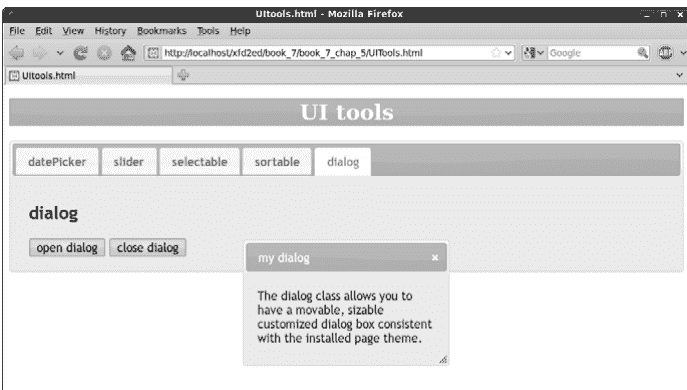 UItools.html - Mozilla Firefox
File Edit View History Bookmarks Tools Help
http://localhost/xfd2ed/book_7/book_7_chap_5/UITools.html
Google
UItools.html
UI tools
datePicker slider selectable sortable dialog
dialog
open dialog close dialog
my dialog
The dialog class allows you to
have a movable, sizable
customized dialog box consistent
with the installed page theme.